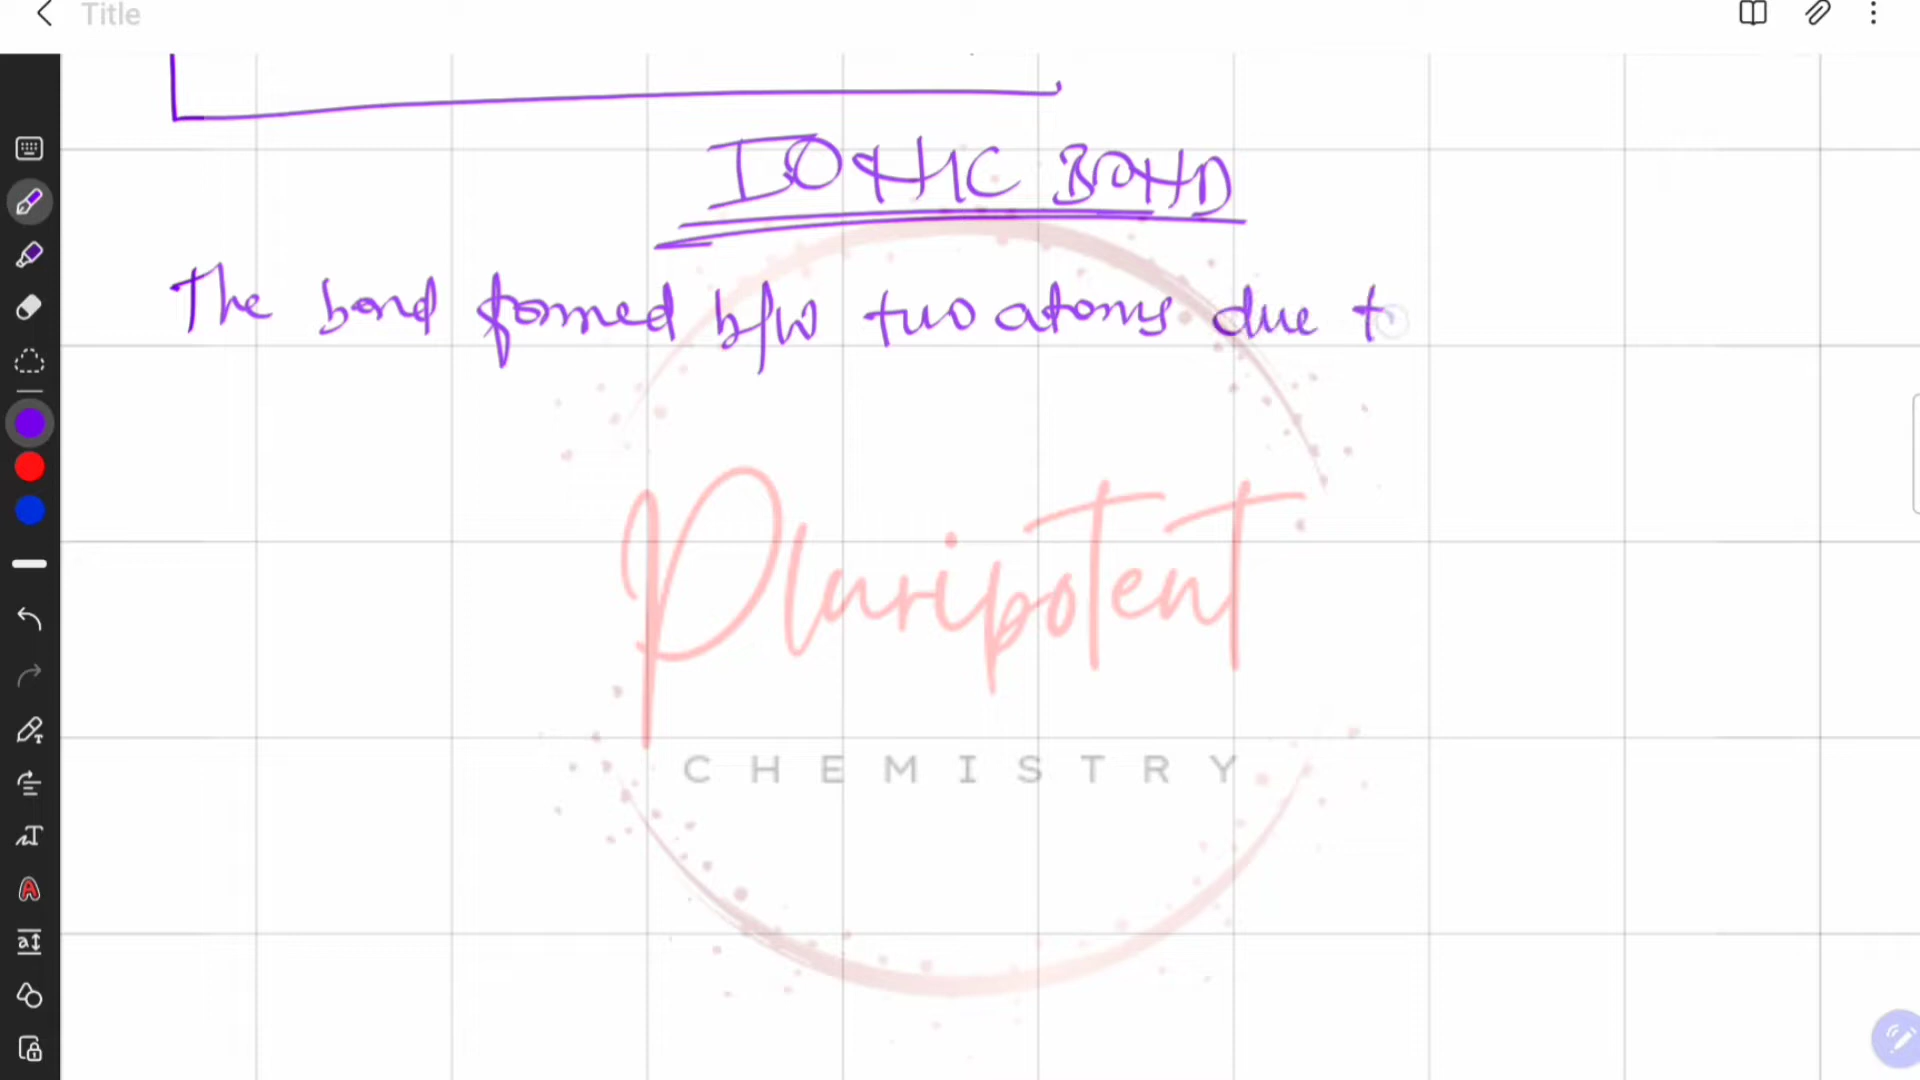 Title
IONIC BOND
The bond formed b/w two atoms due t
Pluripotent
CHEMISTRY